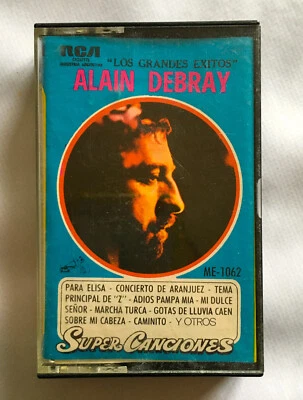 RCA
"LOS GRANDES EXITOS"
ALAIN DEBRAY
ME-1062
PARA ELISA - CONCIERTO DE ARANJUEZ - TEMA
PRINCIPAL DE "Z" - ADIOS PAMPA MIA - MI DULCE
SEÑOR - MARCHA TURCA - GOTAS DE LLUVIA CAEN
SOBRE MI CABEZA - CAMINITO - Y OTROS
Super-Canciones